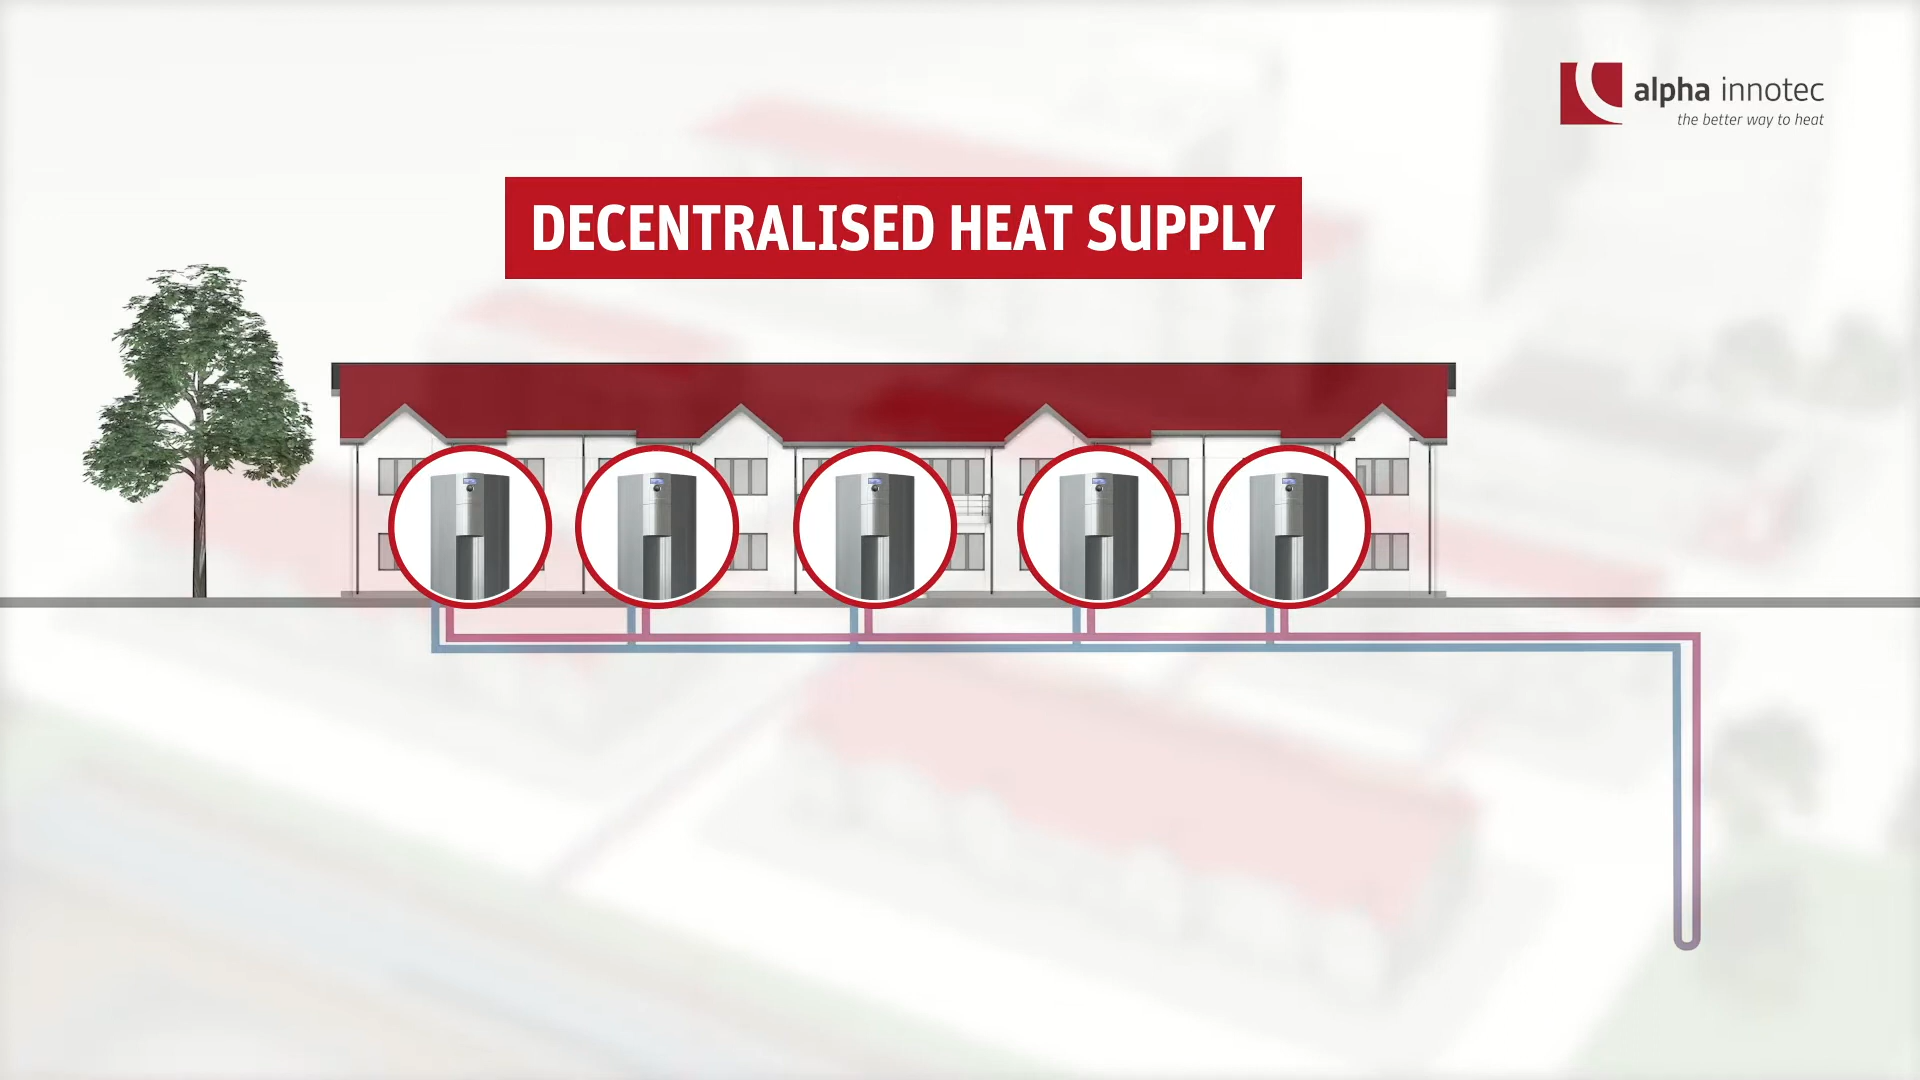 alpha innotec
the better way to heat
DECENTRALISED HEAT SUPPLY